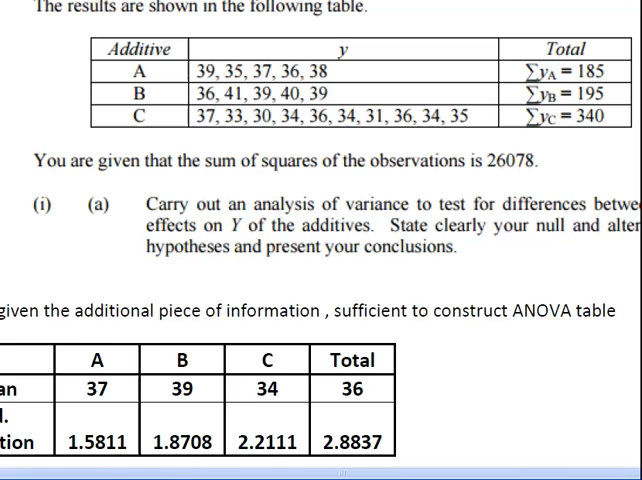 The results are shown in the following table.
Additive y Total
A 39, 35, 37, 36, 38 ∑yA = 185
B 36, 41, 39, 40, 39 ∑yB = 195
C 37, 33, 30, 34, 36, 34, 31, 36, 34, 35 ∑yC = 340
You are given that the sum of squares of the observations is 26078.
(i) (a) Carry out an analysis of variance to test for differences betwe
effects on Y of the additives. State clearly your null and alter
hypotheses and present your conclusions.
given the additional piece of information , sufficient to construct ANOVA table
A B C Total
an 37 39 34 36
l.
tion 1.5811 1.8708 2.2111 2.8837